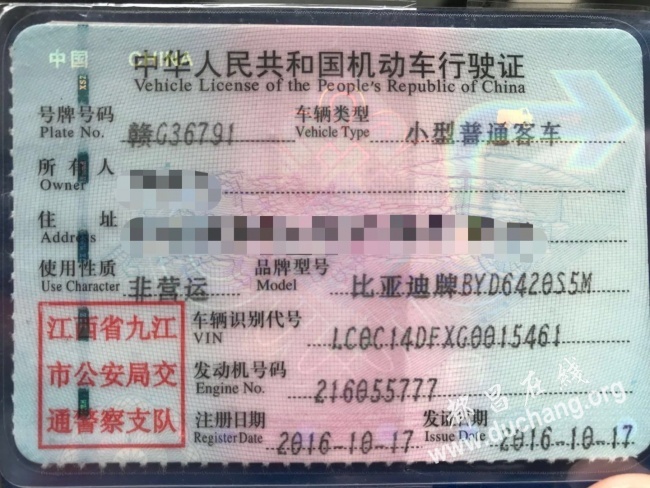 中国 CHINA
中华人民共和国机动车行驶证
Vehicle License of the People's Republic of China
号牌号码 赣G36791 车辆类型 小型普通客车
Plate No. Vehicle Type
所有人
Owner
住址
Address
使用性质 非营运 品牌型号 比亚迪牌BYD6420S5M
Use Character Model
江西省九江
市公安局交
通警察支队
车辆识别代号 LC0C14DFXG0015461
VIN
发动机号码 216055777
Engine No.
注册日期 2016-10-17 发证日期 2016-10-17
Register Date Issue Date
都昌在线
www.duchang.org